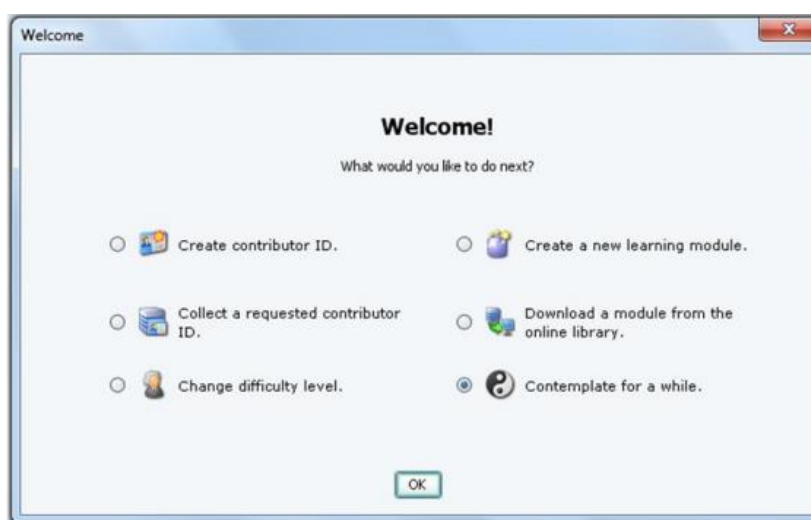 Welcome
Welcome!
What would you like to do next?
Create contributor ID.
Create a new learning module.
Collect a requested contributor
ID.
Download a module from the
online library.
Change difficulty level.
Contemplate for a while.
OK